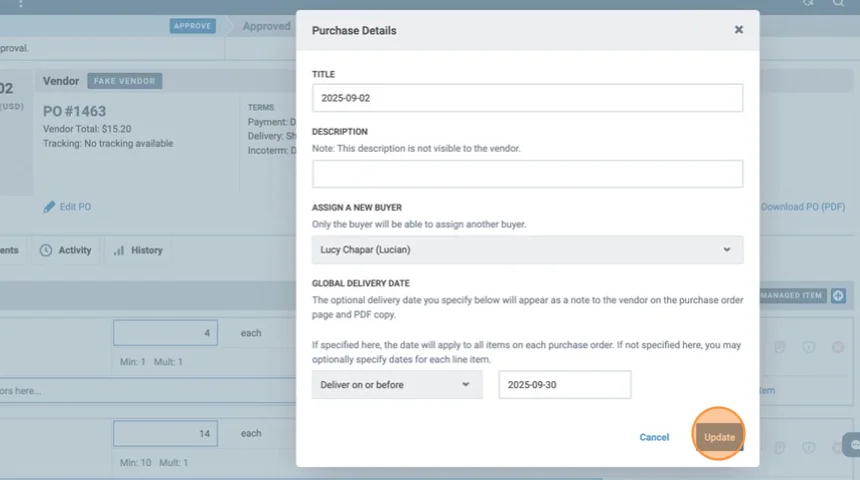 APPROVE
Approved
proval.
02
(USD)
Vendor
FAKE VENDOR
PO #1463
Vendor Total: $15.20
Tracking: No tracking available
TERMS
Payment: D
Delivery: Sh
Incoterm: D
Edit PO
Download PO (PDF)
ents
Activity
History
MANAGED ITEM
4
each
Min: 1 Mult: 1
ors here...
tem
14
each
Min: 10 Mult: 1
Purchase Details
TITLE
2025-09-02
DESCRIPTION
Note: This description is not visible to the vendor.
ASSIGN A NEW BUYER
Only the buyer will be able to assign another buyer.
Lucy Chapar (Lucian)
GLOBAL DELIVERY DATE
The optional delivery date you specify below will appear as a note to the vendor on the purchase order
page and PDF copy.
If specified here, the date will apply to all items on each purchase order. If not specified here, you may
optionally specify dates for each line item.
Deliver on or before
2025-09-30
Cancel
Update